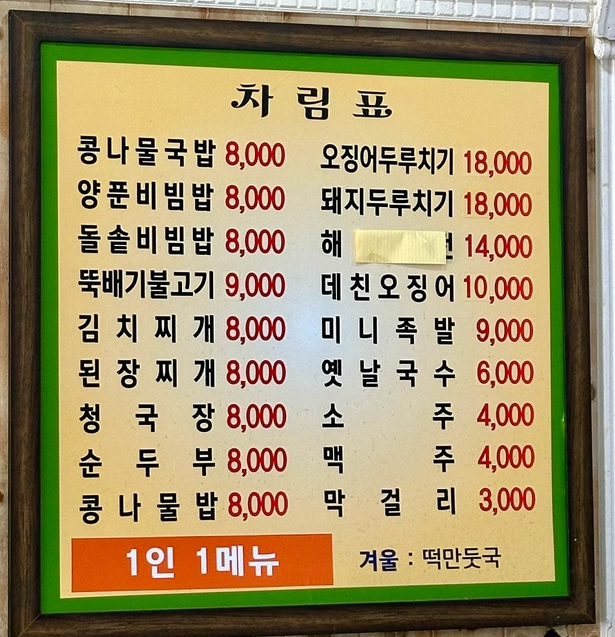 차림표
콩나물국밥 8,000
양푼비빔밥 8,000
돌솥비빔밥 8,000
뚝배기불고기 9,000
김치찌개 8,000
된장찌개 8,000
청국장 8,000
순두부 8,000
콩나물밥 8,000
오징어두루치기 18,000
돼지두루치기 18,000
해 14,000
데친오징어 10,000
미니족발 9,000
옛날국수 6,000
소주 4,000
맥주 4,000
막걸리 3,000
1인 1메뉴
겨울 : 떡만둣국